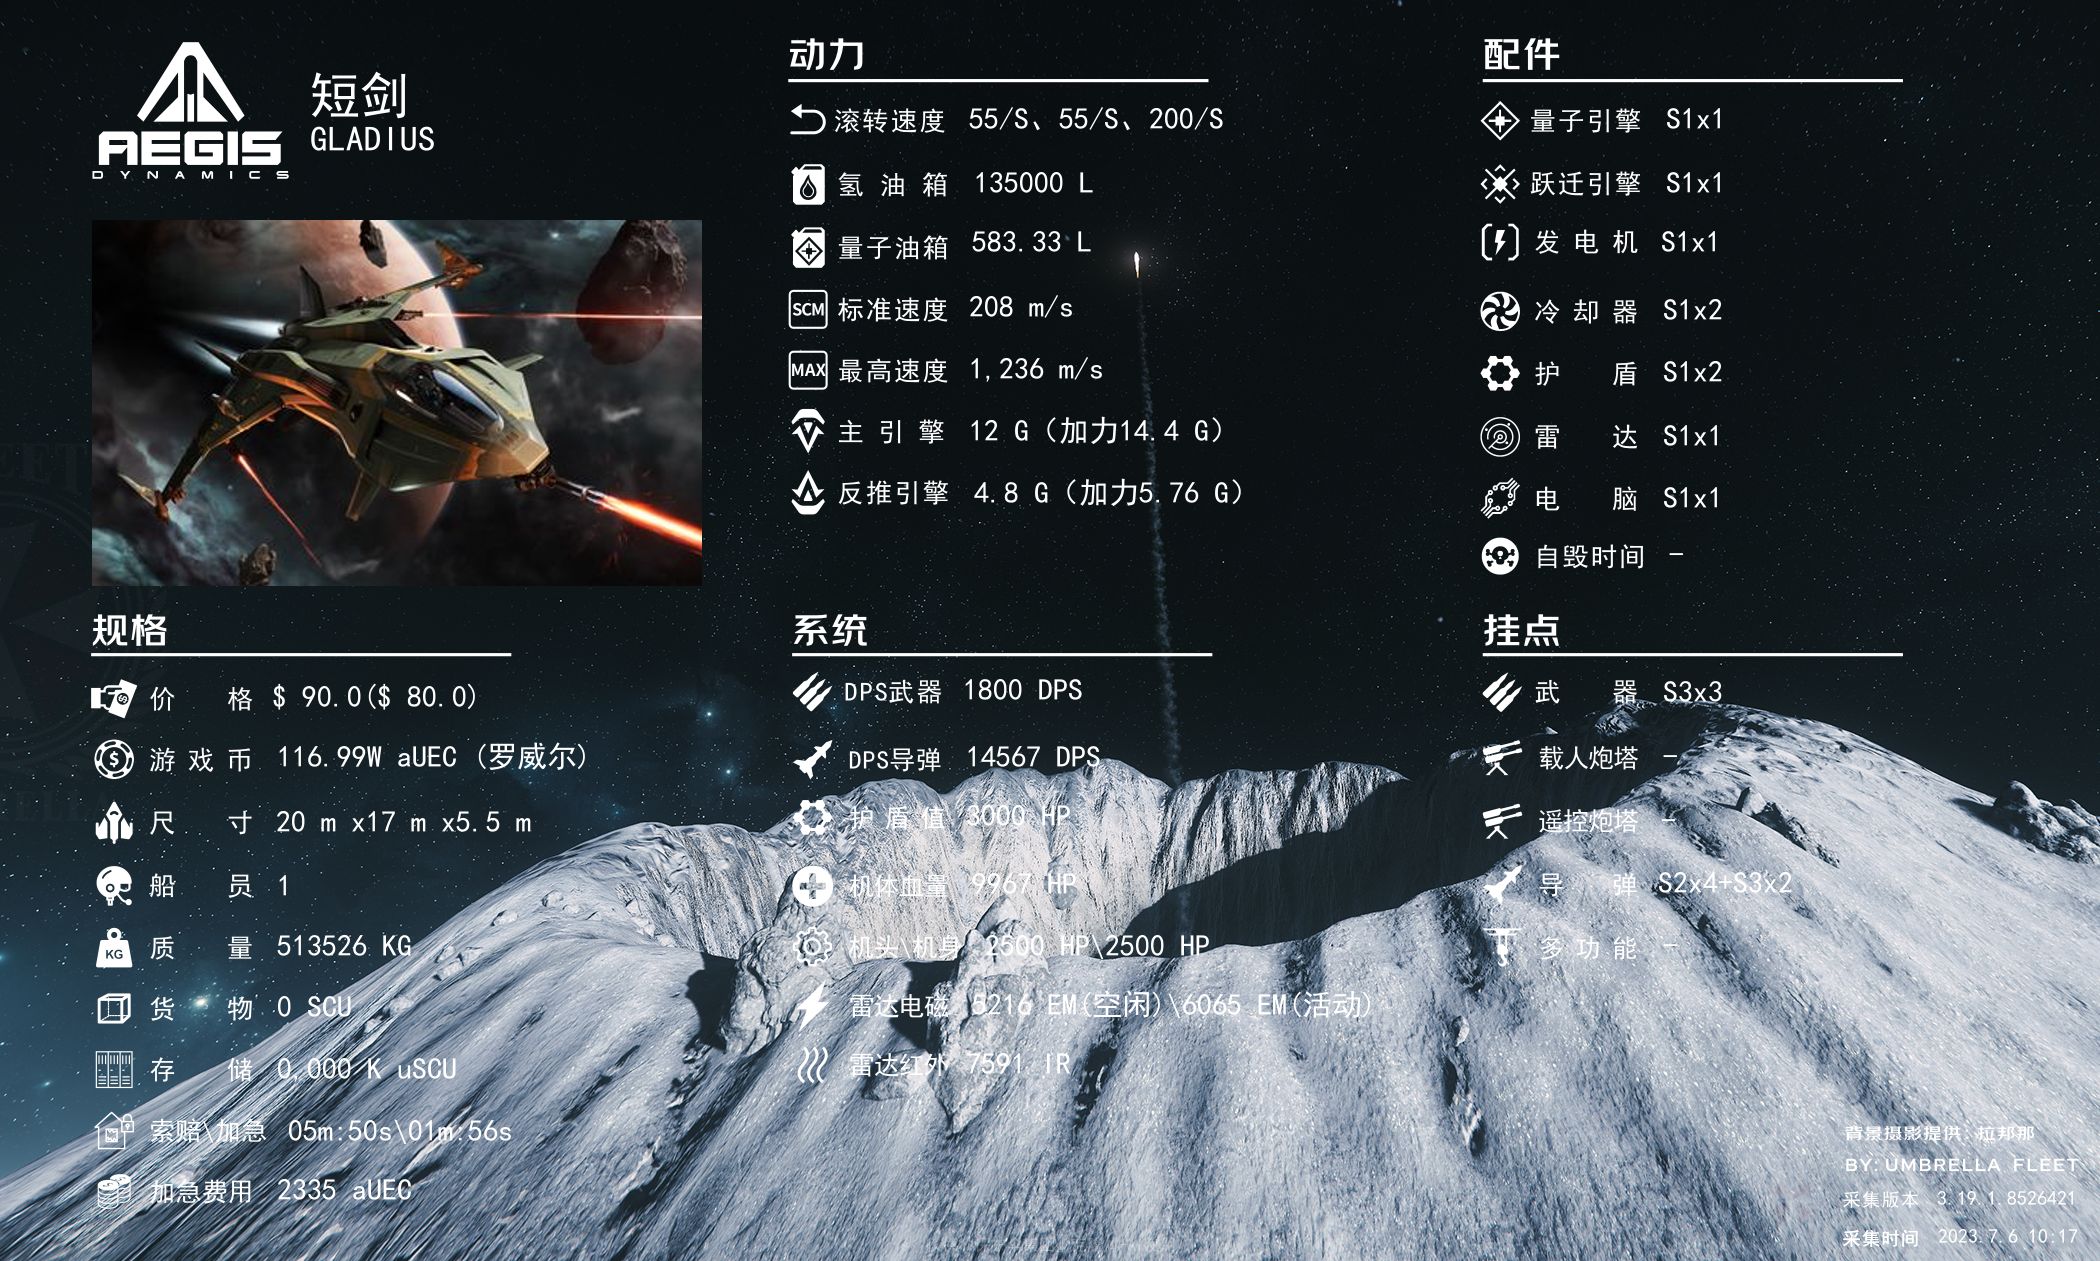 AEGIS
DYNAMICS
短剑
GLADIUS
规格
价格 $ 90.0($ 80.0)
游戏币 116.99W aUEC (罗威尔)
尺寸 20 m x17 m x5.5 m
船员 1
KG 质量 513526 KG
货物 0 SCU
存储 0,000 K uSCU
索赔\加急 05m:50s\01m:56s
加急费用 2335 aUEC
动力
滚转速度 55/S、55/S、200/S
氢油箱 135000 L
量子油箱 583.33 L
SCM 标准速度 208 m/s
MAX 最高速度 1,236 m/s
主引擎 12 G（加力14.4 G）
反推引擎 4.8 G（加力5.76 G）
系统
DPS武器 1800 DPS
DPS导弹 14567 DPS
护盾值 3000 HP
机体血量 9967 HP
机头\机身 2500 HP\2500 HP
雷达电磁 5216 EM(空闲)\6065 EM(活动)
雷达红外 7591 IR
配件
量子引擎 S1x1
跃迁引擎 S1x1
发电机 S1x1
冷却器 S1x2
护盾 S1x2
雷达 S1x1
电脑 S1x1
自毁时间 -
挂点
武器 S3x3
载人炮塔 -
遥控炮塔 -
导弹 S2x4+S3x2
多功能 -
背景摄影提供：拉邦那
BY: UMBRELLA FLEET
采集版本 3.19.1.8526421
采集时间 2023.7.6 10:17